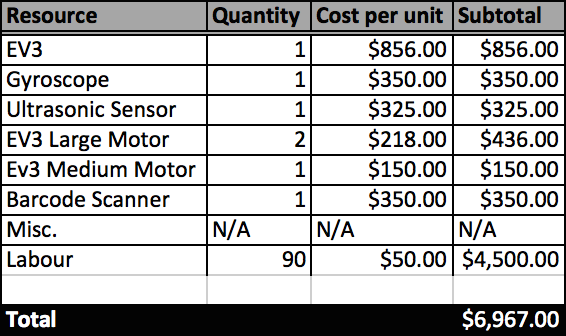 Resource Quantity Cost per unit Subtotal
EV3 1 $856.00 $856.00
Gyroscope 1 $350.00 $350.00
Ultrasonic Sensor 1 $325.00 $325.00
EV3 Large Motor 2 $218.00 $436.00
Ev3 Medium Motor 1 $150.00 $150.00
Barcode Scanner 1 $350.00 $350.00
Misc. N/A N/A N/A
Labour 90 $50.00 $4,500.00
Total $6,967.00